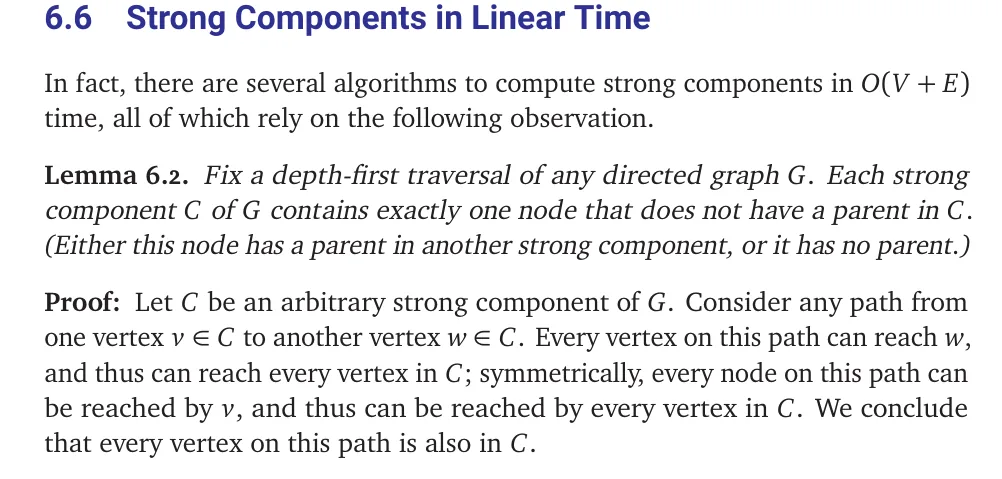 6.6 Strong Components in Linear Time
In fact, there are several algorithms to compute strong components in O(V + E)
time, all of which rely on the following observation.
Lemma 6.2. Fix a depth-first traversal of any directed graph G. Each strong
component C of G contains exactly one node that does not have a parent in C.
(Either this node has a parent in another strong component, or it has no parent.)
Proof: Let C be an arbitrary strong component of G. Consider any path from
one vertex v ∈ C to another vertex w ∈ C. Every vertex on this path can reach w,
and thus can reach every vertex in C; symmetrically, every node on this path can
be reached by v, and thus can be reached by every vertex in C. We conclude
that every vertex on this path is also in C.